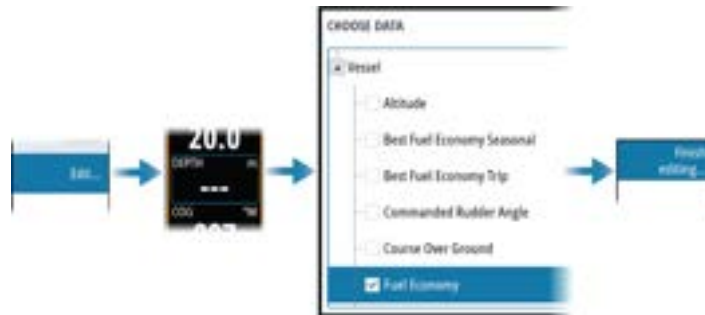 Edit...
20.0
DEPTH m
---
COG °M
CHOOSE DATA
Vessel
Altitude
Best Fuel Economy Seasonal
Best Fuel Economy Trip
Commanded Rudder Angle
Course Over Ground
Fuel Economy
Finish
editing...